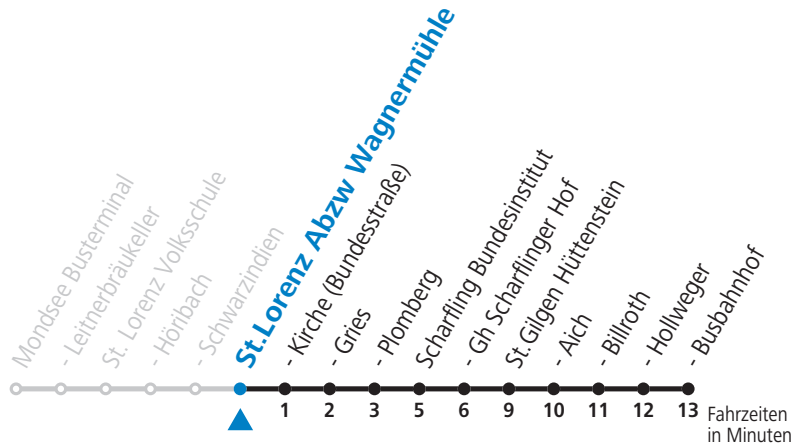 Mondsee Busterminal
- Leitnerbräukeller
St. Lorenz Volksschule
- Höribach
- Schwarzindien
St.Lorenz Abzw Wagnermühle
- Kirche (Bundesstraße)
- Gries
- Plomberg
Scharfling Bundesinstitut
- Gh Scharflinger Hof
St.Gilgen Hüttenstein
- Aich
- Billroth
- Hollweger
- Busbahnhof
1 2 3 5 6 9 10 11 12 13 Fahrzeiten
in Minuten